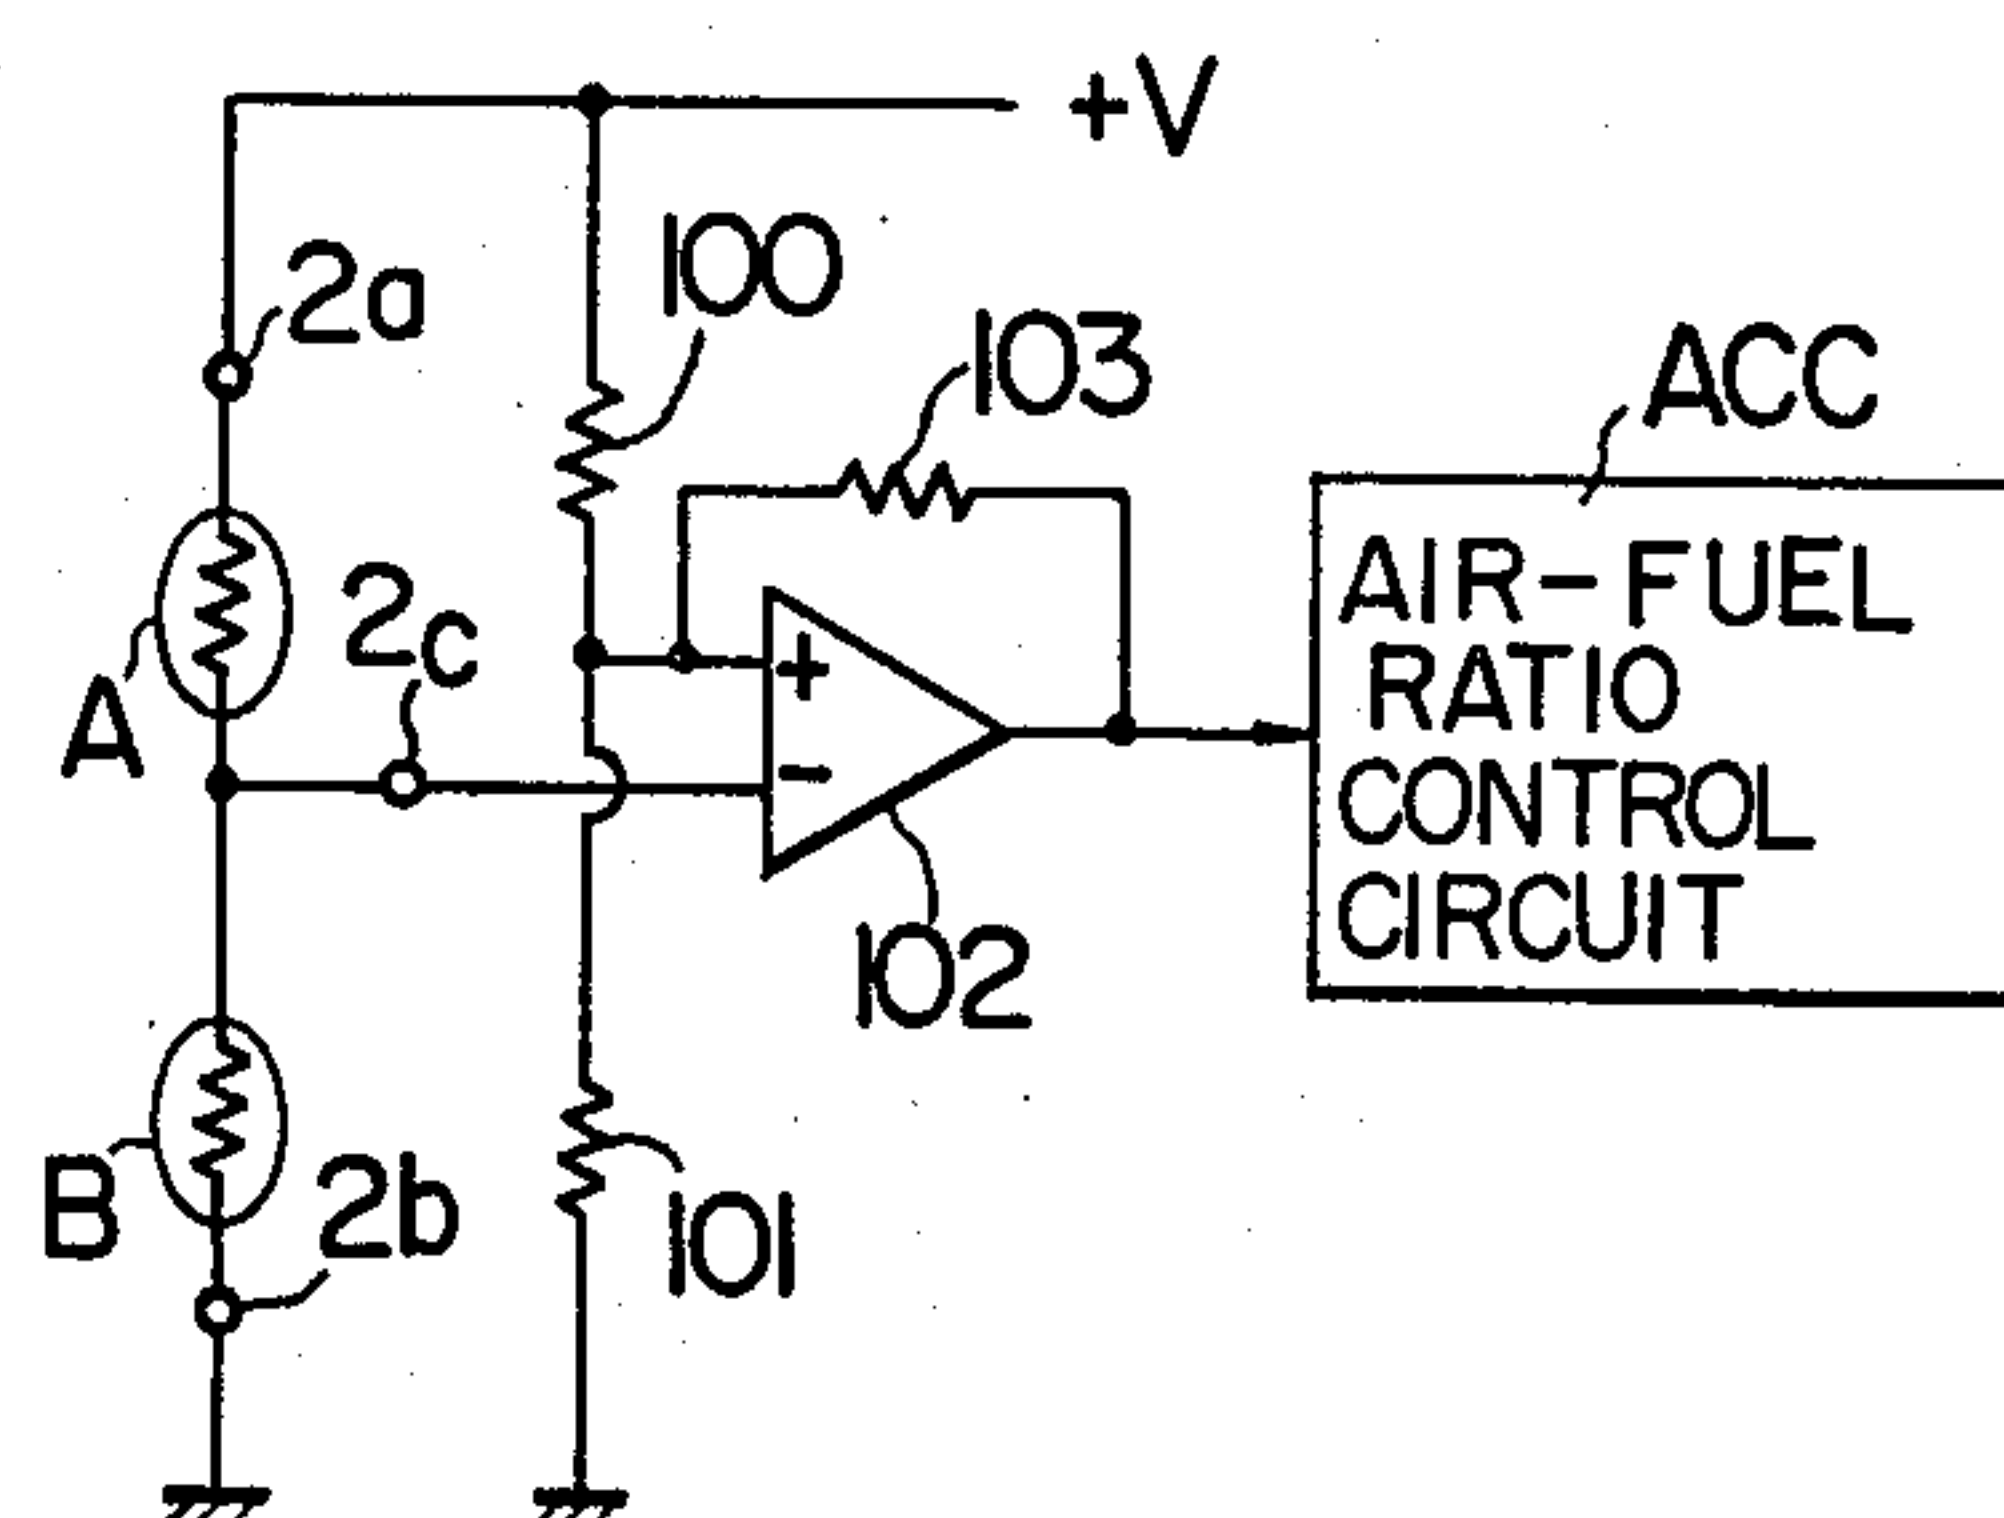 +V
100
2a
103
ACC
2c
A
+
-
AIR-FUEL
RATIO
CONTROL
CIRCUIT
102
B
2b
101